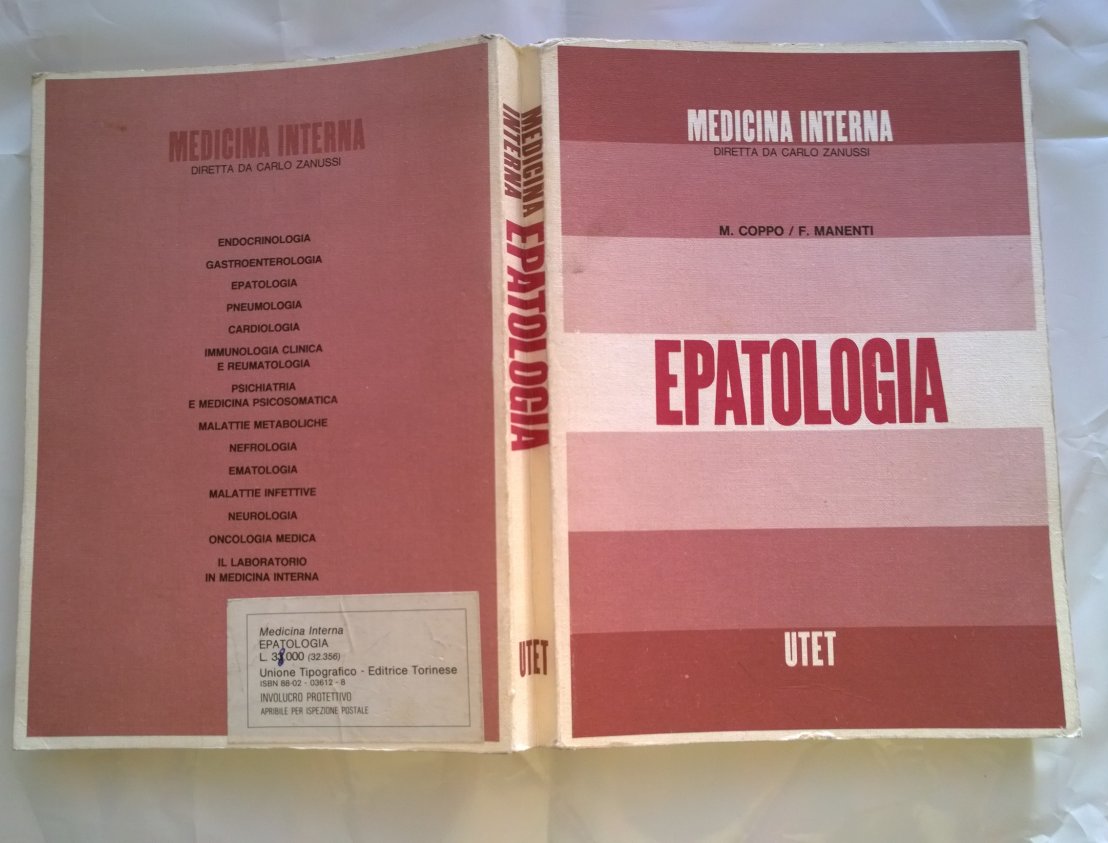 MEDICINA INTERNA
DIRETTA DA CARLO ZANUSSI
ENDOCRINOLOGIA
GASTROENTEROLOGIA
EPATOLOGIA
PNEUMOLOGIA
CARDIOLOGIA
IMMUNOLOGIA CLINICA
E REUMATOLOGIA
PSICHIATRIA
E MEDICINA PSICOSOMATICA
MALATTIE METABOLICHE
NEFROLOGIA
EMATOLOGIA
MALATTIE INFETTIVE
NEUROLOGIA
ONCOLOGIA MEDICA
IL LABORATORIO
IN MEDICINA INTERNA
Medicina Interna
EPATOLOGIA
L. 38000 (32.356)
Unione Tipografico - Editrice Torinese
ISBN 88-02 - 03612 - 8
INVOLUCRO PROTETTIVO
APRIBILE PER ISPEZIONE POSTALE
MEDICINA
INTERNA
EPATOLOGIA
UTET
MEDICINA INTERNA
DIRETTA DA CARLO ZANUSSI
M. COPPO / F. MANENTI
EPATOLOGIA
UTET